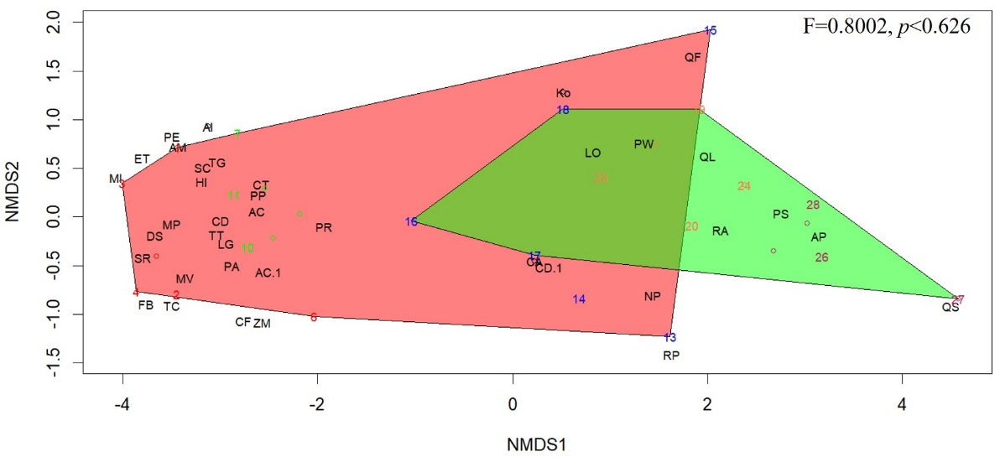 F=0.8002, p<0.626
2.0
15
QF
1.5
Ko
18
1.0
AI
7
PE
AM
PW
LO
QL
ET
SC
TG
0.5
MI
3
HI
CT
23
24
11
PP
28
AC
PS
NMDS2
0.0
16
CD
MP
PR
20
RA
AP
DS
TT
LG
10
SR
17
26
CD.1
-0.5
PA
AC.1
MV
4
2
14
NP
27
QS
FB
TC
-1.0
6
CF
ZM
13
RP
-1.5
-4
-2
0
2
4
NMDS1